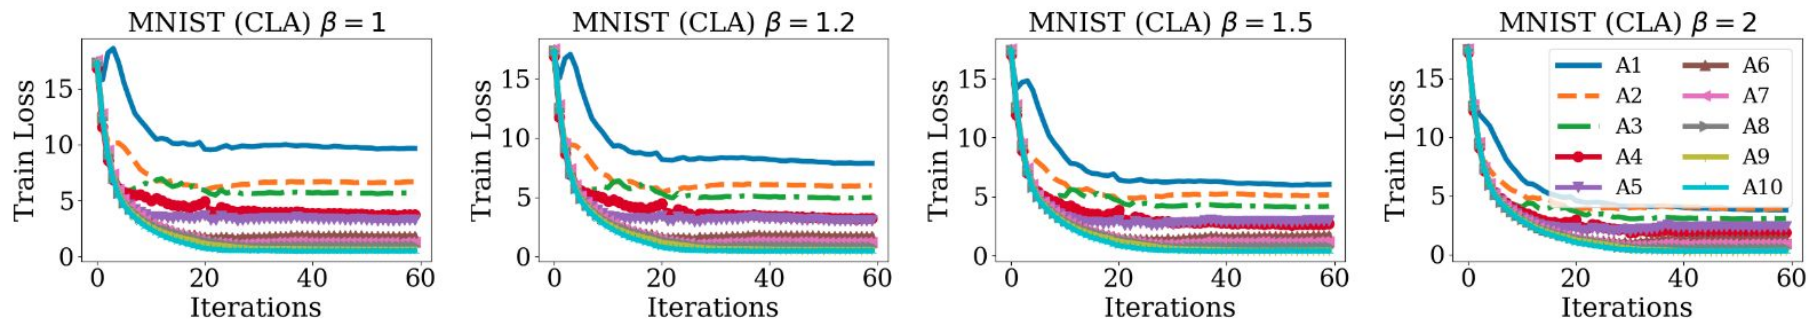 MNIST (CLA) β = 1
Train Loss
15
10
5
0
0 20 40 60
Iterations
MNIST (CLA) β = 1.2
Train Loss
15
10
5
0
0 20 40 60
Iterations
MNIST (CLA) β = 1.5
Train Loss
15
10
5
0
0 20 40 60
Iterations
MNIST (CLA) β = 2
Train Loss
15
10
5
0
0 20 40 60
Iterations
A1 A6
A2 A7
A3 A8
A4 A9
A5 A10